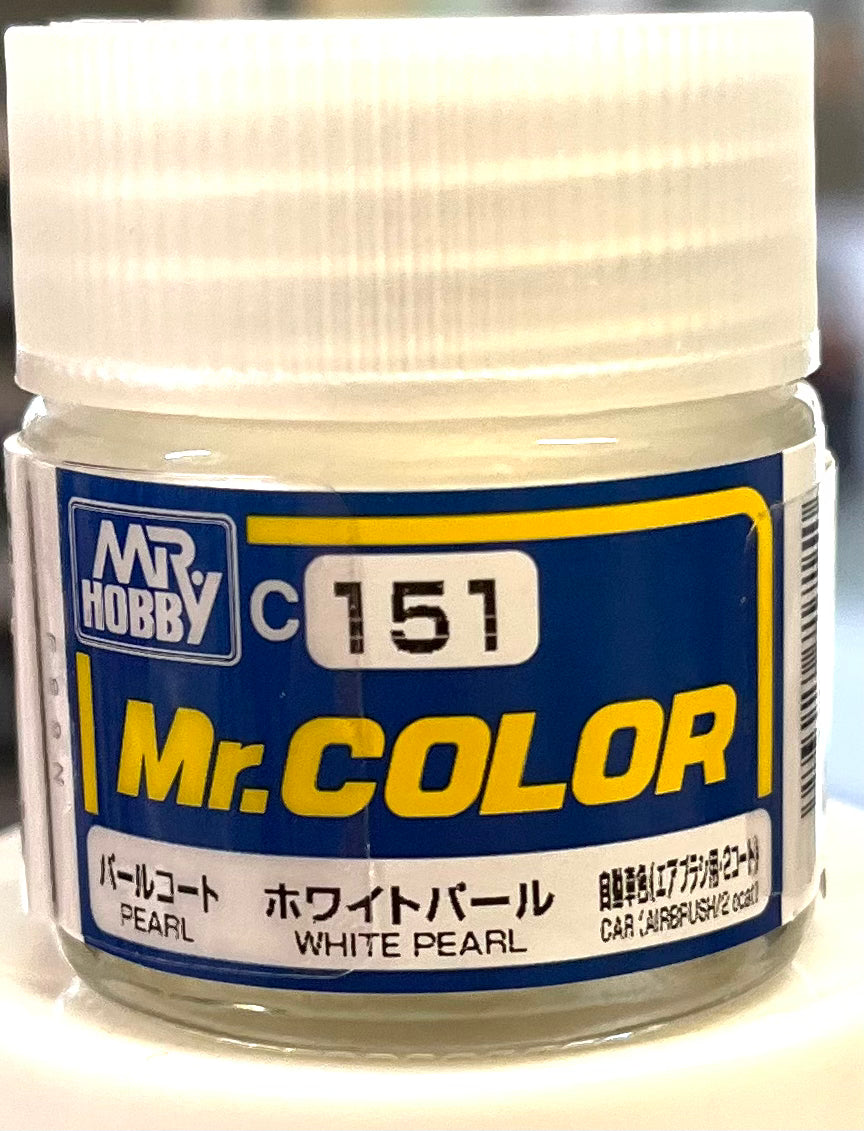 MR. HOBBY
C 151
Mr.COLOR
パールコート
PEARL
ホワイトパール
WHITE PEARL
自動車色(エアブラシ用・2コート)
CAR (AIRBRUSH/2 coat)